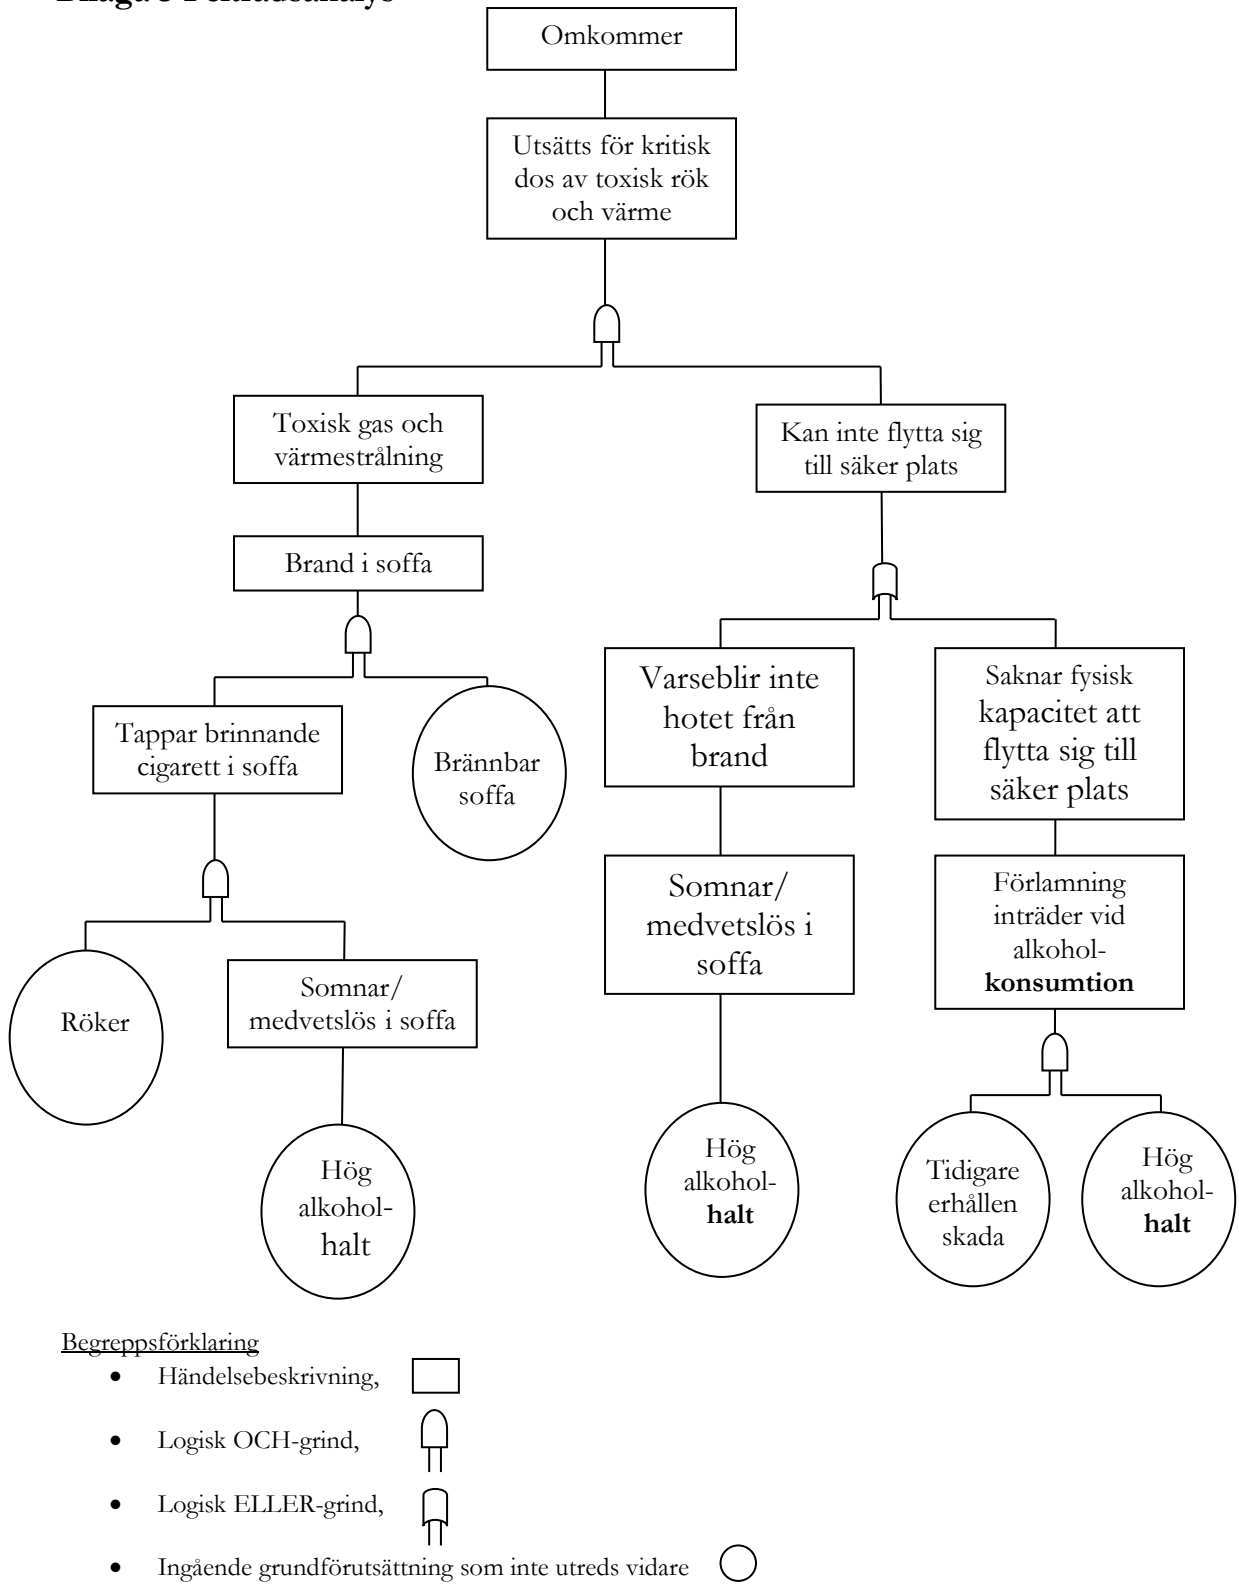 Bilaga 3 Felträdsanalys
Omkommer
Utsätts för kritisk
dos av toxisk rök
och värme
Toxisk gas och
värmestrålning
Kan inte flytta sig
till säker plats
Brand i soffa
Varseblir inte
hotet från
brand
Saknar fysisk
kapacitet att
flytta sig till
säker plats
Tappar brinnande
cigarett i soffa
Brännbar
soffa
Somnar/
medvetslös i
soffa
Förlamning
inträder vid
alkohol-
konsumtion
Röker
Somnar/
medvetslös i soffa
Hög
alkohol-
halt
Hög
alkohol-
halt
Tidigare
erhållen
skada
Hög
alkohol-
halt
Begreppsförklaring
• Händelsebeskrivning,
• Logisk OCH-grind,
• Logisk ELLER-grind,
• Ingående grundförutsättning som inte utreds vidare